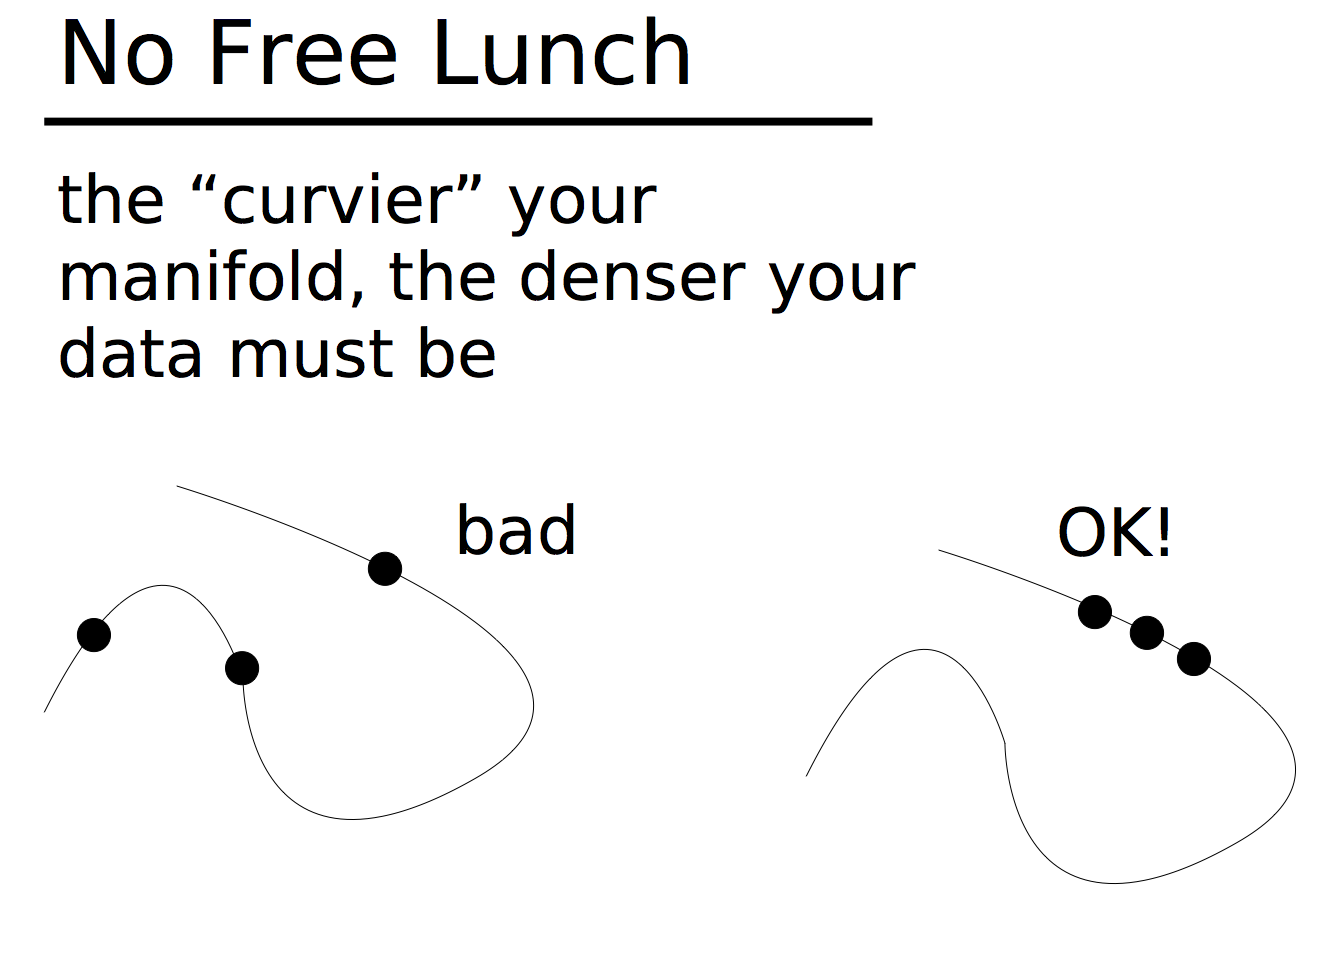 No Free Lunch
the “curvier” your
manifold, the denser your
data must be
bad
OK!